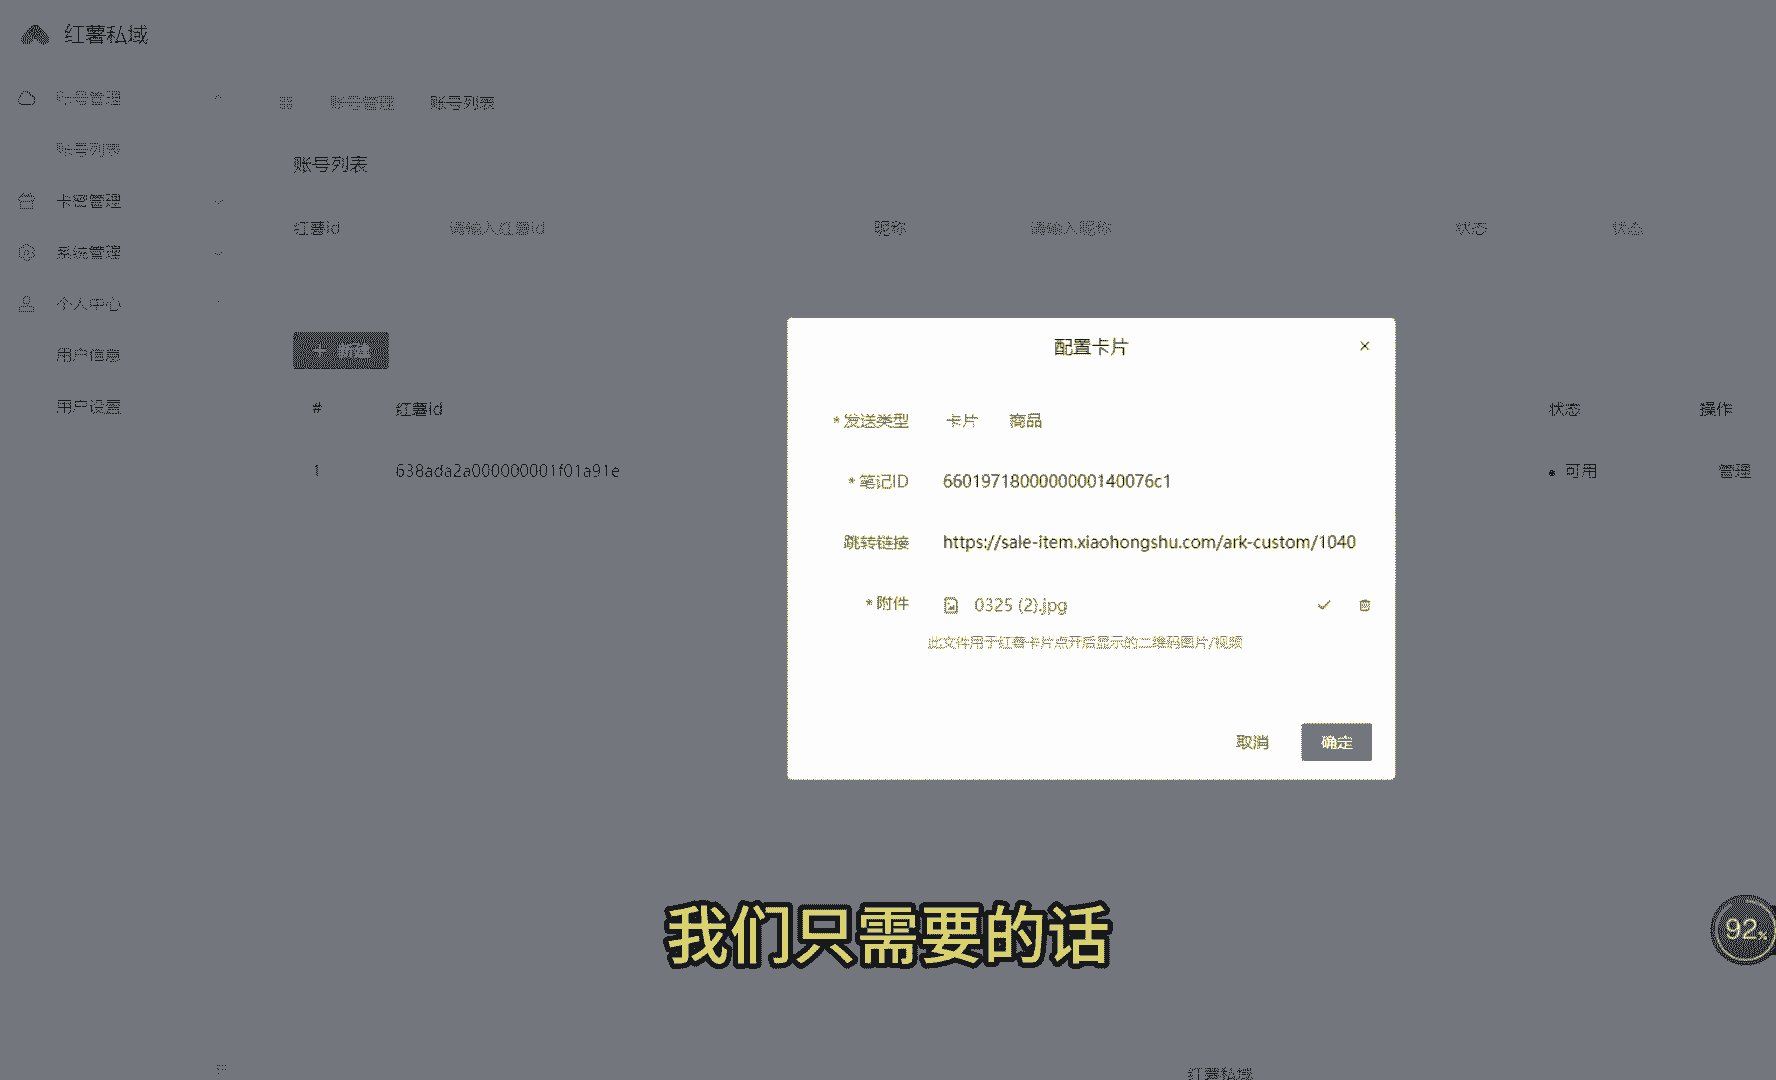 红薯私域
账号管理
账号管理 账号列表
账号列表
账号列表
卡密管理
红薯id 请输入红薯id 昵称 请输入昵称 状态 状态
系统管理
个人中心
用户信息
用户设置
+ 新建
# 红薯id 状态 操作
1 638ada2a000000001f01a91e 可用 管理
配置卡片
* 发送类型 卡片 商品
* 笔记ID 6601971800000000140076c1
跳转链接 https://sale-item.xiaohongshu.com/ark-custom/1040
* 附件 0325 (2).jpg
此文件用于红薯卡片点开后显示的二维码图片/视频
取消 确定
我们只需要的话
92%
红薯私域